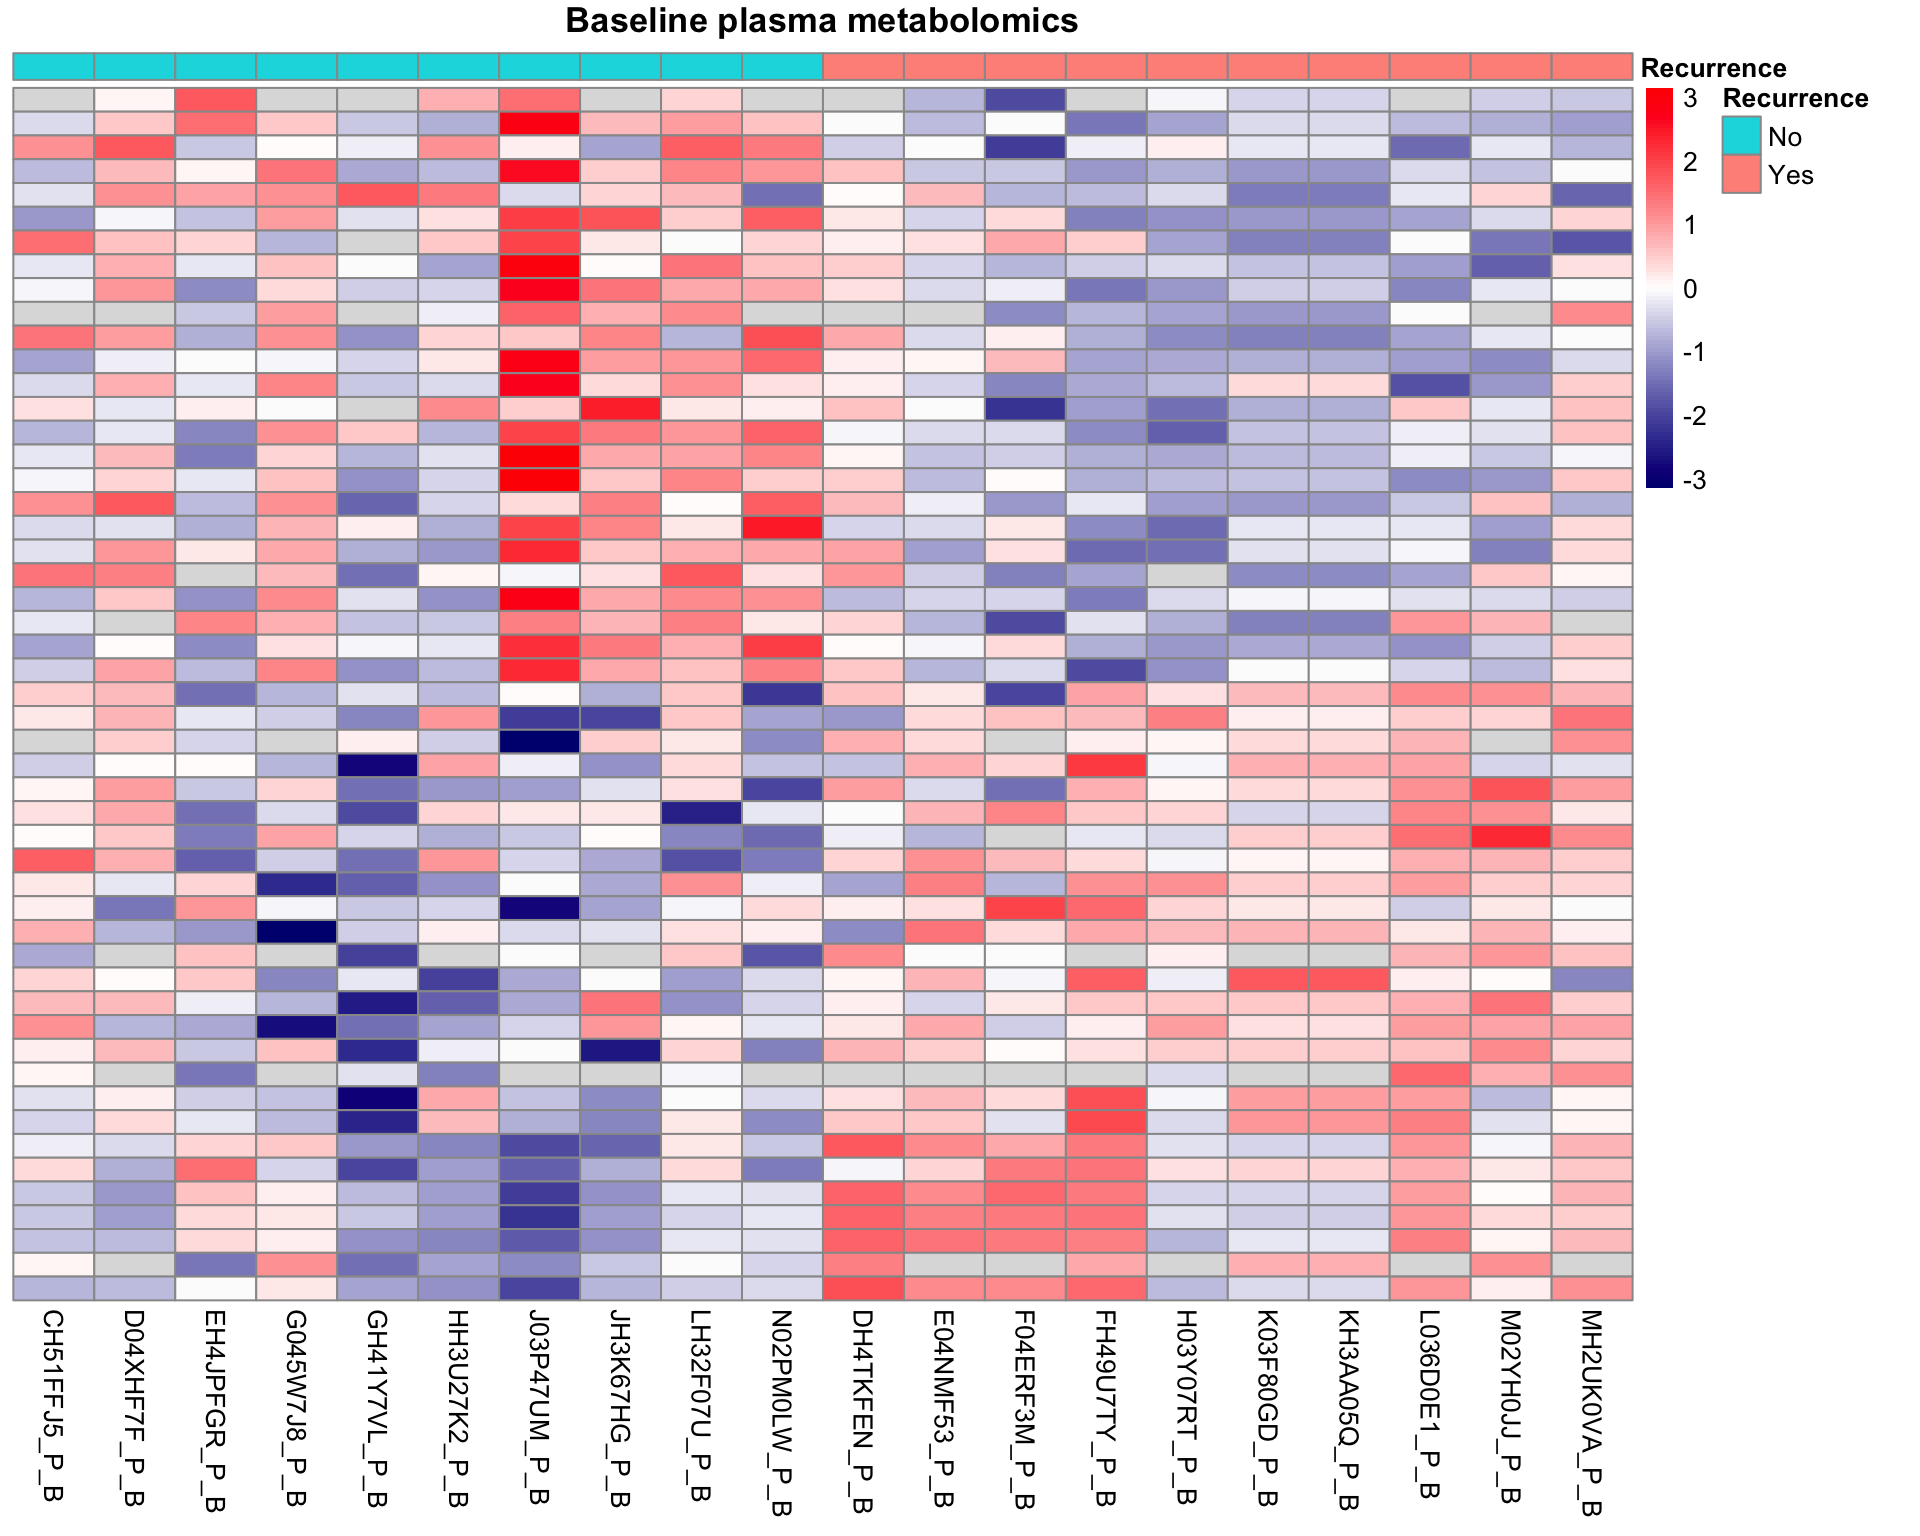 Baseline plasma metabolomics
Recurrence
3
2
1
0
-1
-2
-3
Recurrence
No
Yes
CH51FFJ5_P_B
D04XHF7F_P_B
EH4JPFGR_P_B
G045W7J8_P_B
GH41Y7VL_P_B
HH3U27K2_P_B
J03P47UM_P_B
JH3K67HG_P_B
LH32F07U_P_B
N02PM0LW_P_B
DH4TKFEN_P_B
E04NMF53_P_B
F04ERF3M_P_B
FH49U7TY_P_B
H03Y07RT_P_B
K03F80GD_P_B
KH3AA05Q_P_B
L036D0E1_P_B
M02YH0JJ_P_B
MH2UK0VA_P_B